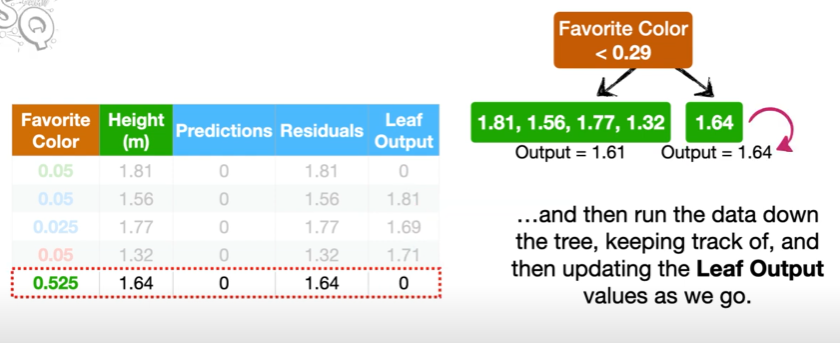 SQ
Favorite Color
< 0.29
1.81, 1.56, 1.77, 1.32 1.64
Output = 1.61 Output = 1.64
Favorite Color Height (m) Predictions Residuals Leaf Output
0.05 1.81 0 1.81 0
0.05 1.56 0 1.56 1.81
0.025 1.77 0 1.77 1.69
0.05 1.32 0 1.32 1.71
0.525 1.64 0 1.64 0
…and then run the data down
the tree, keeping track of, and
then updating the Leaf Output
values as we go.